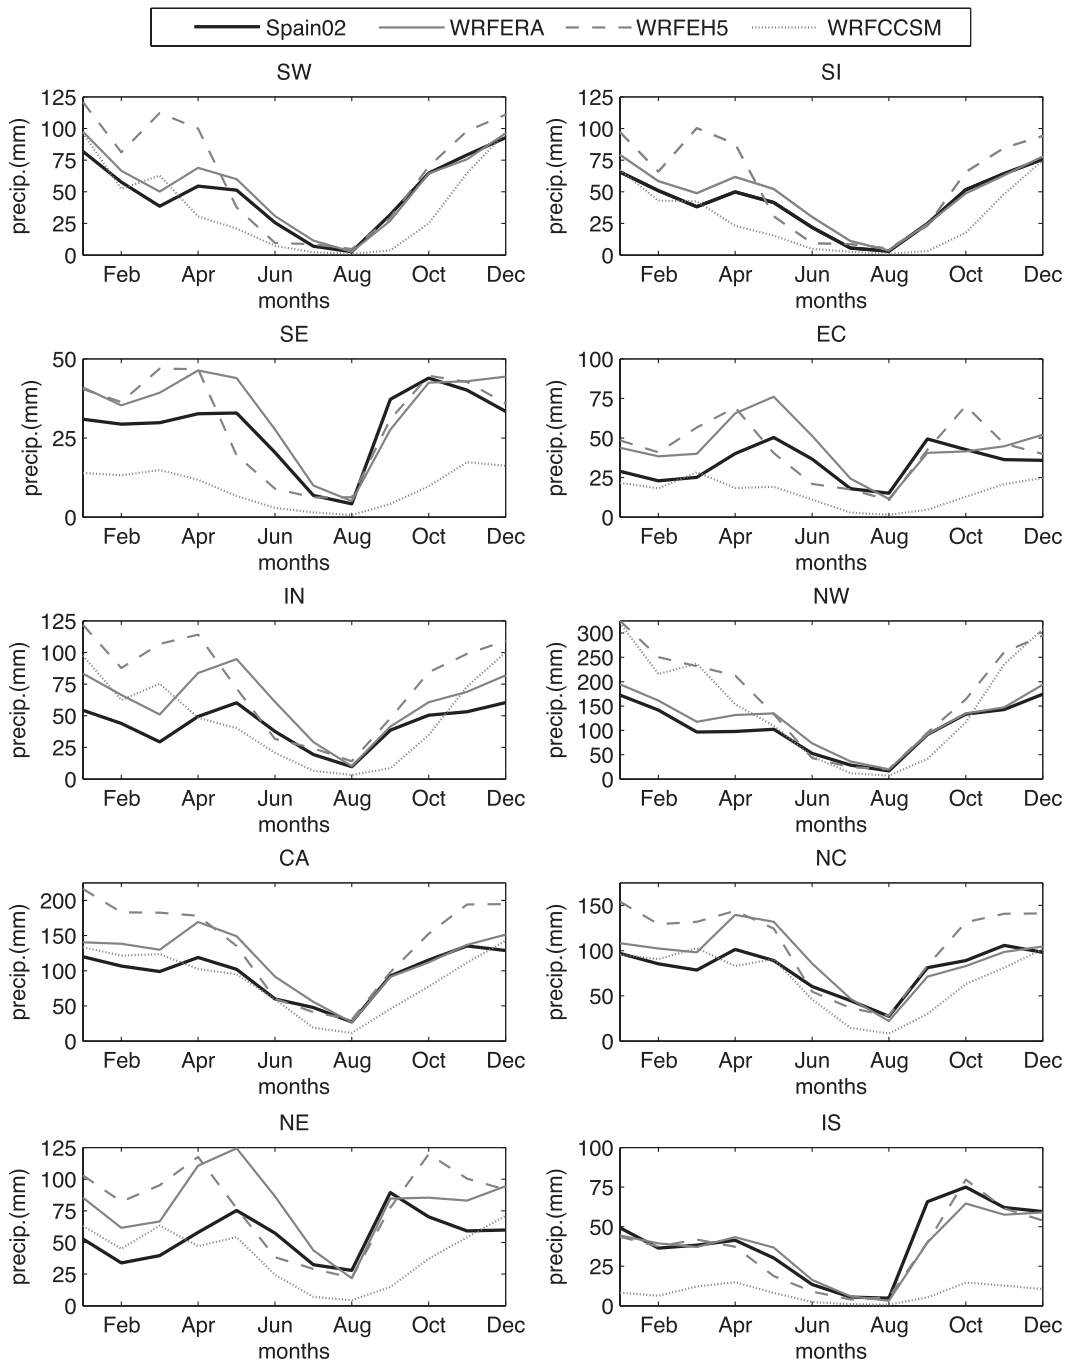 Spain02 WRFERA WRFEH5 WRFCCSM
SW SI
125 125
100 100
75 75
50 50
25 25
0 0
precip.(mm) precip.(mm)
Feb Apr Jun Aug Oct Dec Feb Apr Jun Aug Oct Dec
months months
SE EC
50 100
75
25 50
25
0 0
precip.(mm) precip.(mm)
Feb Apr Jun Aug Oct Dec Feb Apr Jun Aug Oct Dec
months months
IN NW
125 300
100 250
75 200
50 150
25 100
0 50
0
precip.(mm) precip.(mm)
Feb Apr Jun Aug Oct Dec Feb Apr Jun Aug Oct Dec
months months
CA NC
200 150
150 100
100 50
50 0
0
precip.(mm) precip.(mm)
Feb Apr Jun Aug Oct Dec Feb Apr Jun Aug Oct Dec
months months
NE IS
125 100
100 75
75 50
50 25
25 0
0
precip.(mm) precip.(mm)
Feb Apr Jun Aug Oct Dec Feb Apr Jun Aug Oct Dec
months months